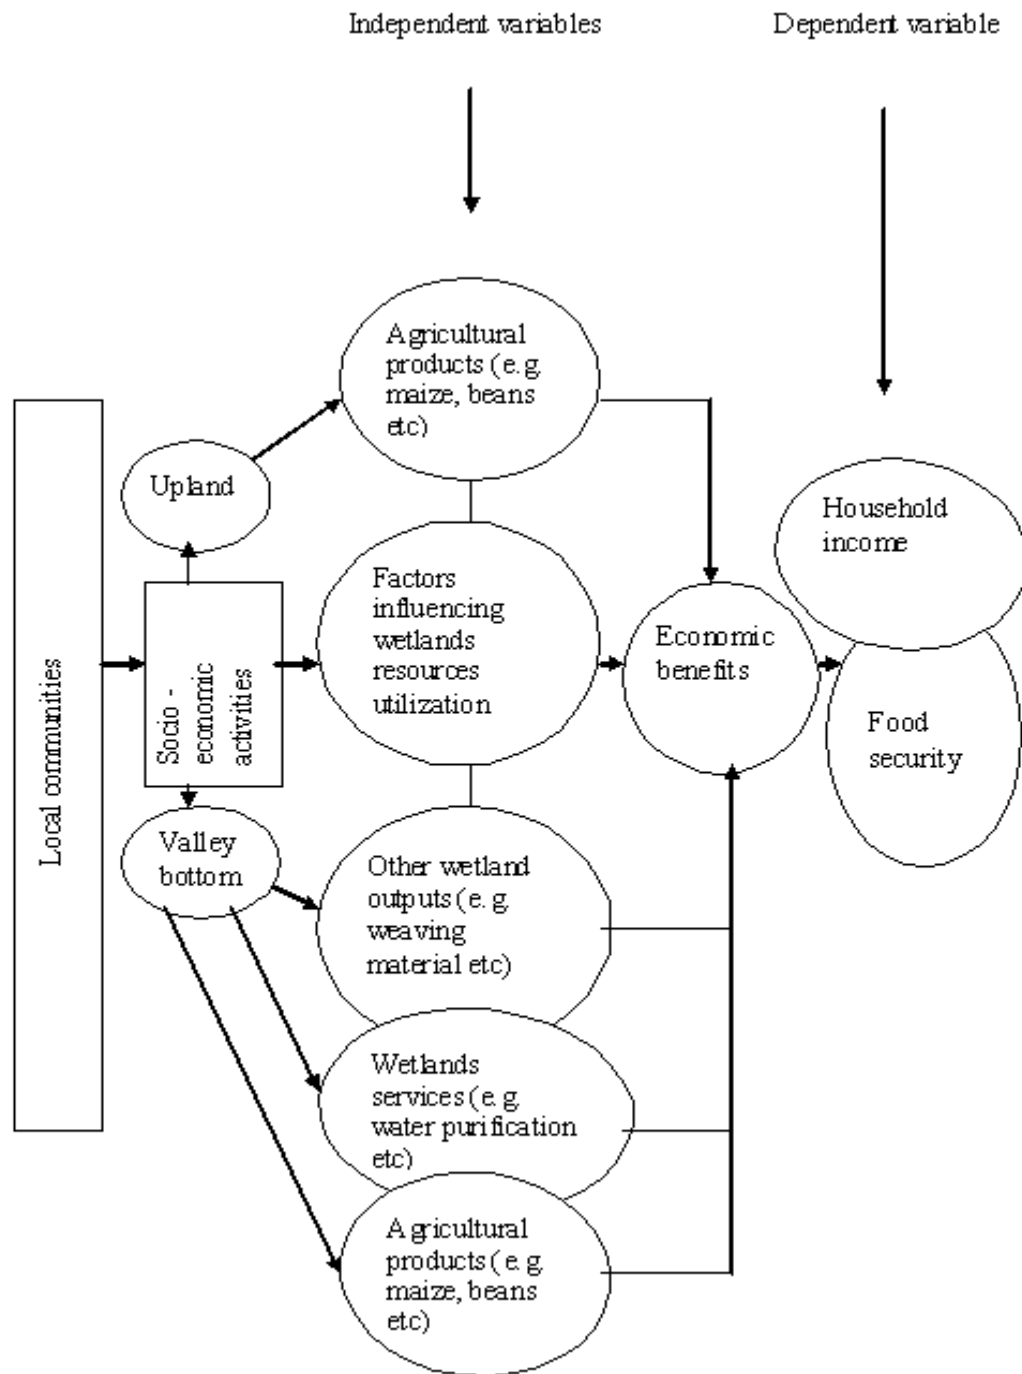 Independent variables
Dependent variable
Agricultural
products (e. g.
maize, beans
etc)
Upland
Household
income
Factors
influencing
wetlands
resources
utilization
Economic
benefits
Local communities
Socio -
economic
activities
Food
security
Valley
bottom
Other wetland
outputs (e. g.
weaving
material etc)
Wetlands
services (e. g.
water purification
etc)
Agricultural
products (e. g.
maize, beans
etc)